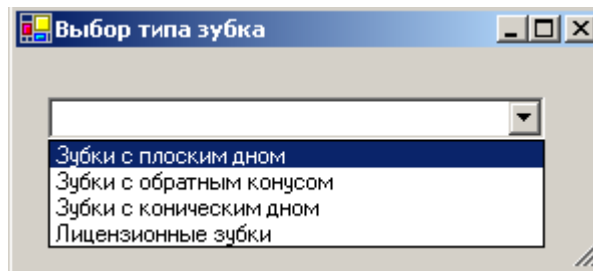 Выбор типа зубка
Зубки с плоским дном
Зубки с обратным конусом
Зубки с коническим дном
Лицензионные зубки